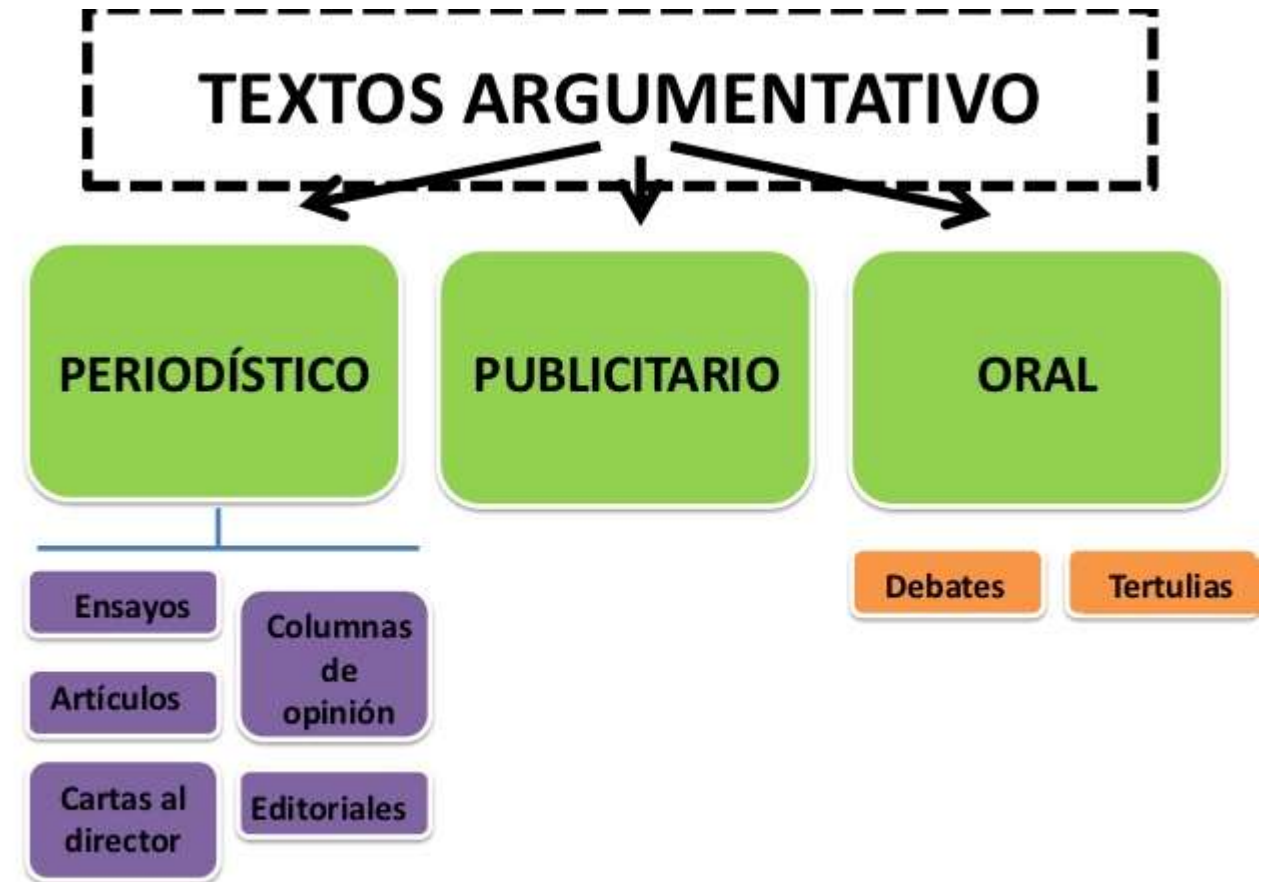 TEXTOS ARGUMENTATIVO
PERIODÍSTICO
PUBLICITARIO
ORAL
Ensayos
Artículos
Cartas al
director
Columnas
de
opinión
Editoriales
Debates
Tertulias